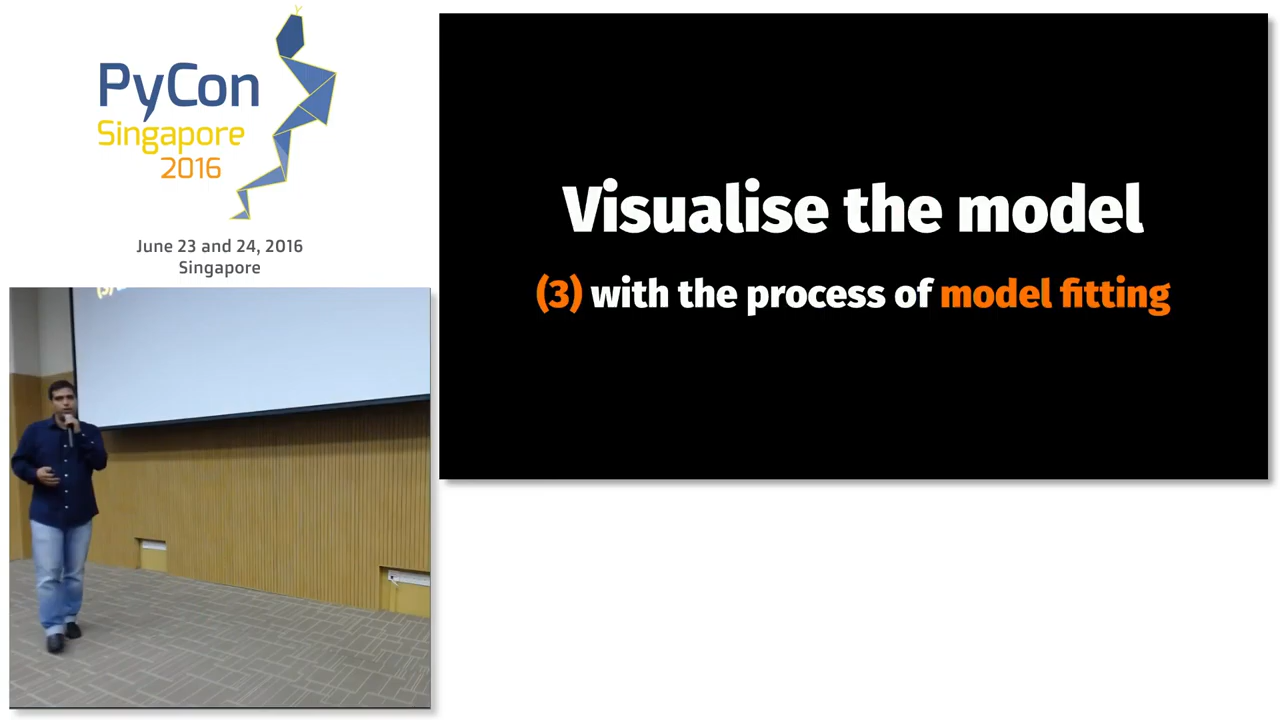 PyCon
Singapore
2016
June 23 and 24, 2016
Singapore
Visualise the model
(3) with the process of model fitting